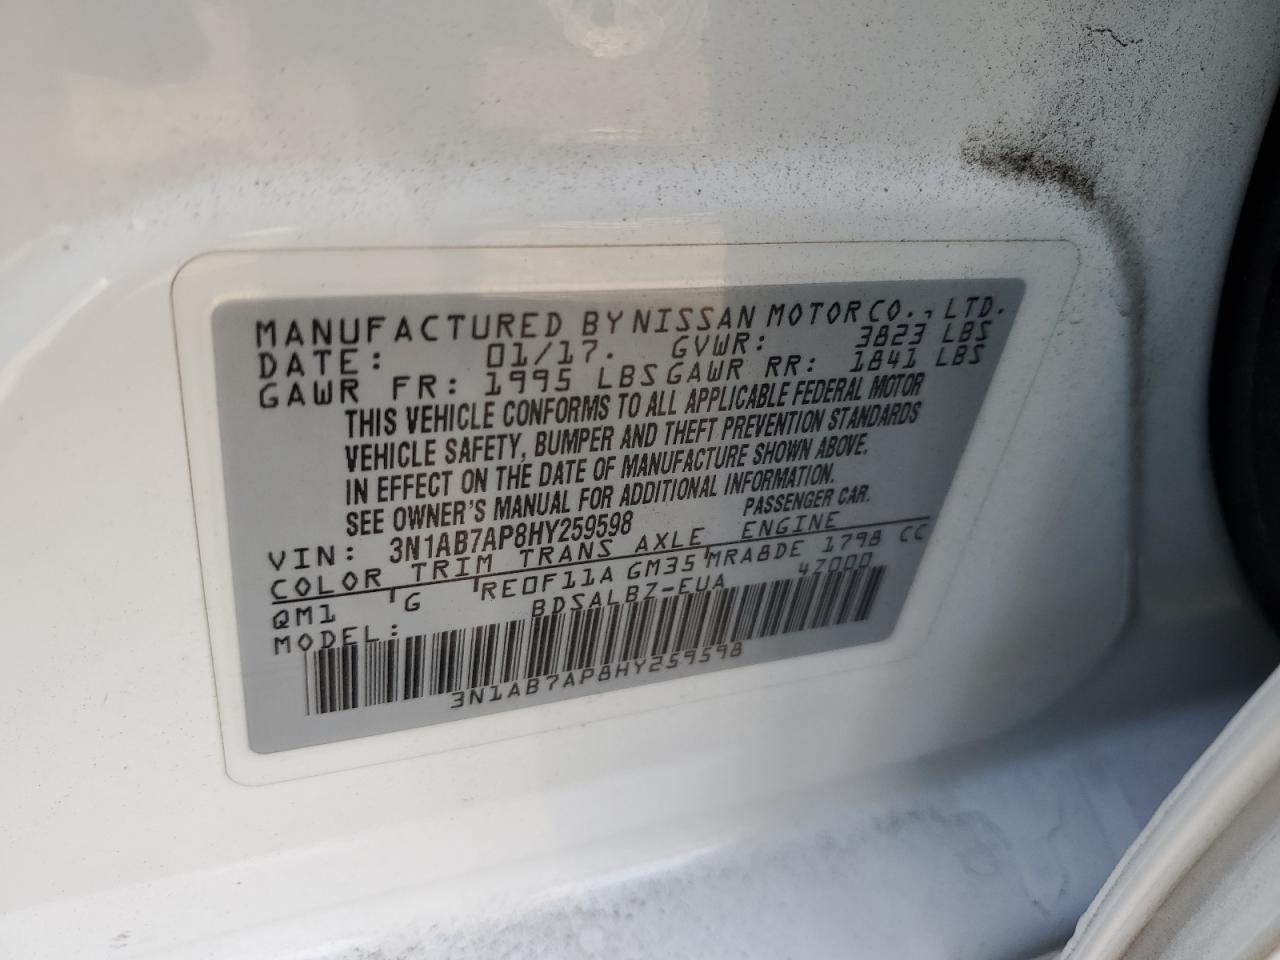 MANUFACTURED BY NISSAN MOTOR CO., LTD.
DATE: 01/17. GVWR: 3823 LBS
GAWR FR: 1995 LBS GAWR RR: 1841 LBS
THIS VEHICLE CONFORMS TO ALL APPLICABLE FEDERAL MOTOR
VEHICLE SAFETY, BUMPER AND THEFT PREVENTION STANDARDS
IN EFFECT ON THE DATE OF MANUFACTURE SHOWN ABOVE.
SEE OWNER'S MANUAL FOR ADDITIONAL INFORMATION.
VIN: 3N1AB7AP8HY259598 PASSENGER CAR.
COLOR TRIM TRANS AXLE ENGINE
QM1 G RE0F11A GM35 MRA8DE 1798 CC
MODEL: BDSALBZ-EUA 4Z000
3N1AB7AP8HY259598